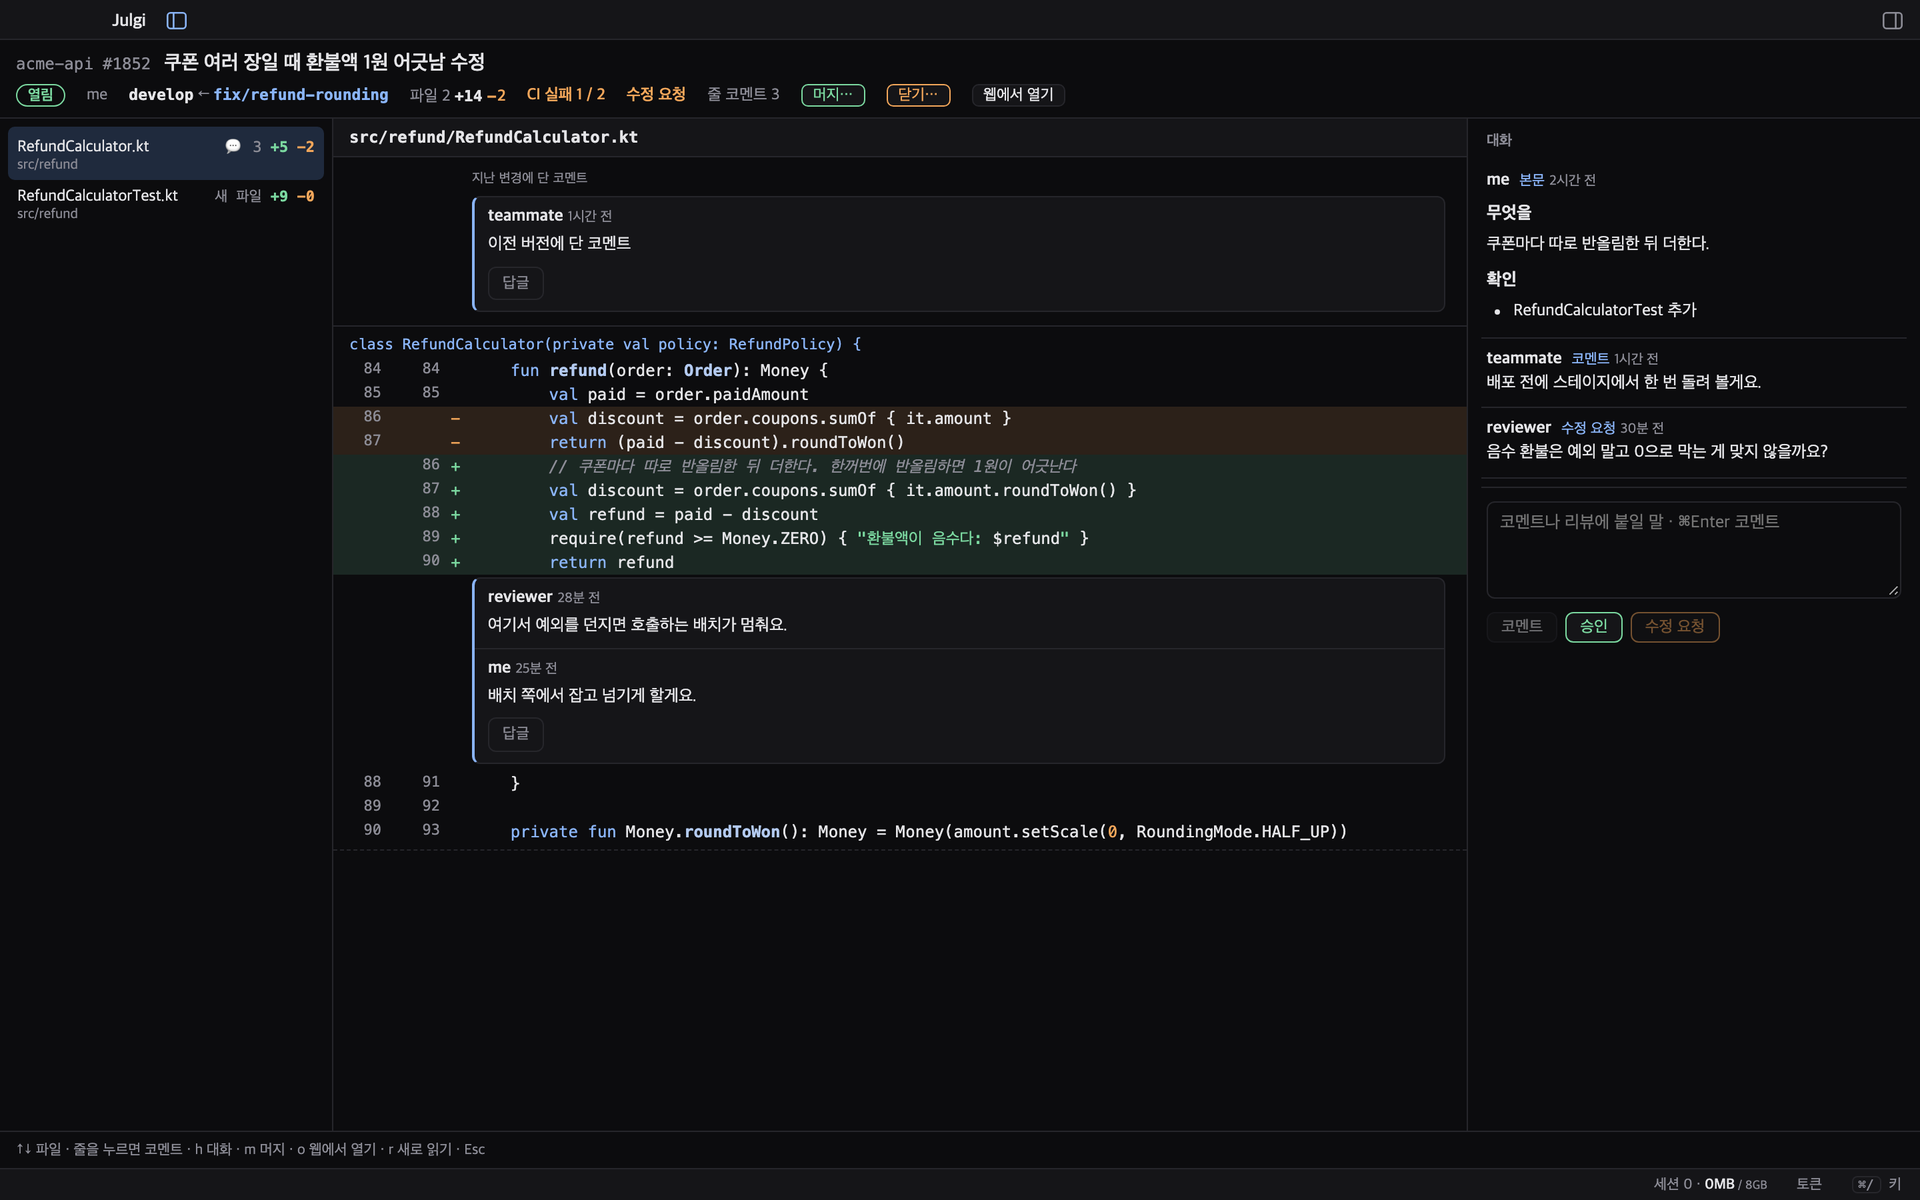 Julgi
acme-api #1852 쿠폰 여러 장일 때 환불액 1원 어긋남 수정
열림 me develop ← fix/refund-rounding 파일 2 +14 −2 CI 실패 1 / 2 수정 요청 줄 코멘트 3 머지… 닫기… 웹에서 열기
RefundCalculator.kt 💬 3 +5 −2
src/refund
RefundCalculatorTest.kt 새 파일 +9 −0
src/refund
src/refund/RefundCalculator.kt
지난 변경에 단 코멘트
teammate 1시간 전
이전 버전에 단 코멘트
답글
class RefundCalculator(private val policy: RefundPolicy) {
84 84 fun refund(order: Order): Money {
85 85 val paid = order.paidAmount
86 − val discount = order.coupons.sumOf { it.amount }
87 − return (paid - discount).roundToWon()
86 + // 쿠폰마다 따로 반올림한 뒤 더한다. 한꺼번에 반올림하면 1원이 어긋난다
87 + val discount = order.coupons.sumOf { it.amount.roundToWon() }
88 + val refund = paid - discount
89 + require(refund >= Money.ZERO) { "환불액이 음수다: $refund" }
90 + return refund
reviewer 28분 전
여기서 예외를 던지면 호출하는 배치가 멈춰요.
me 25분 전
배치 쪽에서 잡고 넘기게 할게요.
답글
88 91 }
89 92
90 93 private fun Money.roundToWon(): Money = Money(amount.setScale(0, RoundingMode.HALF_UP))
대화
me 본문 2시간 전
무엇을
쿠폰마다 따로 반올림한 뒤 더한다.
확인
• RefundCalculatorTest 추가
teammate 코멘트 1시간 전
배포 전에 스테이지에서 한 번 돌려 볼게요.
reviewer 수정 요청 30분 전
음수 환불은 예외 말고 0으로 막는 게 맞지 않을까요?
코멘트나 리뷰에 붙일 말 · ⌘Enter 코멘트
코멘트 승인 수정 요청
↑↓ 파일 · 줄을 누르면 코멘트 · h 대화 · m 머지 · o 웹에서 열기 · r 새로 읽기 · Esc
세션 0 · 0MB / 8GB 토큰 ⌘/ 키